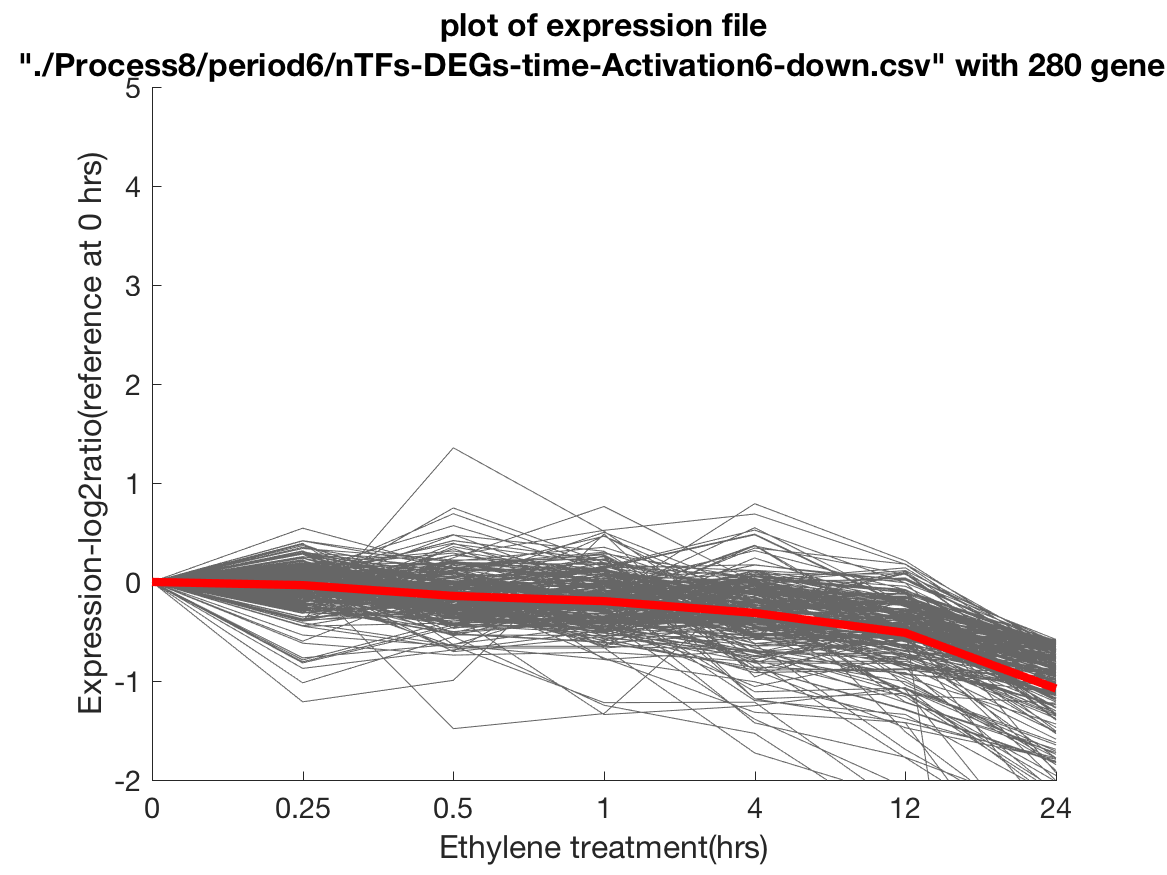 plot of expression file
"./Process8/period6/nTFs-DEGs-time-Activation6-down.csv" with 280 gene
Expression-log2ratio(reference at 0 hrs)
5
4
3
2
1
0
-1
-2
0 0.25 0.5 1 4 12 24
Ethylene treatment(hrs)